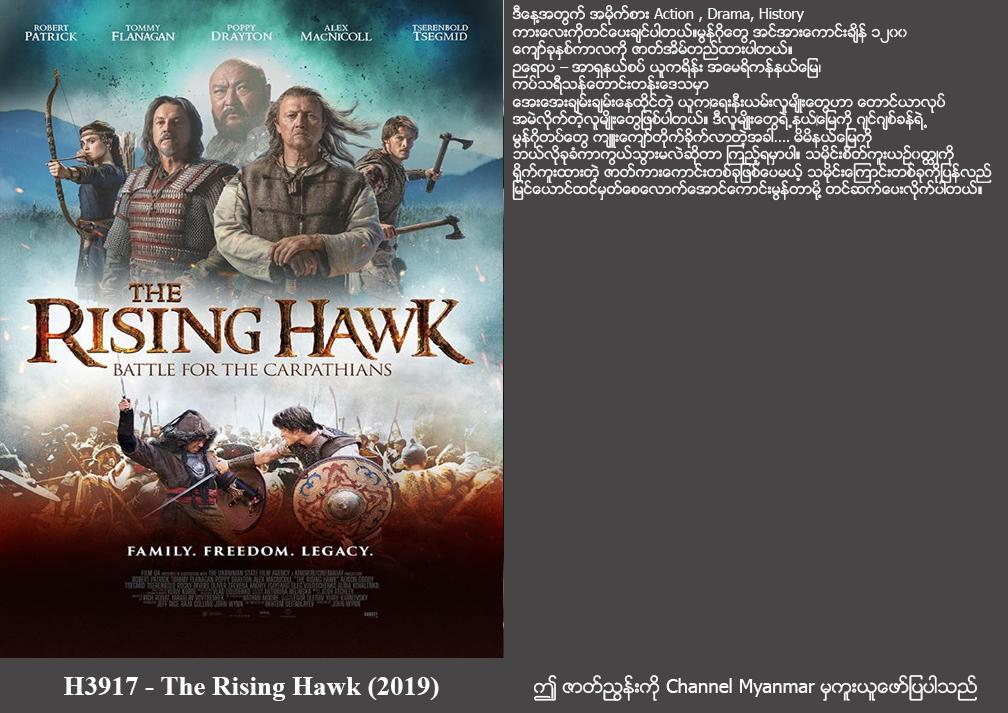 ROBERT PATRICK
TOMMY FLANAGAN
POPPY DRAYTON
ALEX MACNICOLL
TSERENBOLD TSEGMID
THE
RISING HAWK
BATTLE FOR THE CARPATHIANS
FAMILY. FREEDOM. LEGACY.
H3917 - The Rising Hawk (2019)
ဒီနေ့အတွက် အမိုက်စား Action , Drama, History
ကားလေးကိုတင်ပေးချင်ပါတယ်။မွန်ဂိုတွေ အင်အားကောင်းချိန် ၁၂၀၀
ကျော်ခုနှစ်ကာလကို ဇာတ်အိမ်တည်ထားပါတယ်။
ဥရောပ – အာရှနယ်စပ် ယူကရိန်း အမေရိကန်နယ်မြေ၊
ကပ်သရီသန်တောင်တန်းဒေသမှာ
အေးအေးချမ်းချမ်းနေထိုင်တဲ့ ယူကာ‌ရေးနီးယမ်းလူမျိုးတွေဟာ တောင်ယာလုပ်
အမဲလိုက်တဲ့လူမျိုးတွေဖြစ်ပါတယ်။ ဒီလူမျိုးတွေရဲ့နယ်မြေကို ဂျင်ဂျစ်ခန်ရဲ့
မွန်ဂိုတပ်တွေ ကျူးကျော်တိုက်ခိုက်လာတဲ့အခါ.... မိမိနယ်မြေကို
ဘယ်လိုခုခံကာကွယ်သွားမလဲဆိုတာ ကြည့်ရမှာပါ။ သမိုင်းစိတ်ကူးယဉ်ဝတ္ထုကို
ရိုက်ကူးထားတဲ့ ဇာတ်ကားကောင်းတစ်ခုဖြစ်ပေမယ့် သမိုင်းကြောင်းတစ်ခုကိုပြန်လည်
မြင်ယောင်ထင်မှတ်စေလောက်အောင်ကောင်းမွန်တာမို့ တင်ဆက်ပေးလိုက်ပါတယ်။
ဤ ဇာတ်ညွှန်းကို Channel Myanmar မှကူးယူဖော်ပြပါသည်